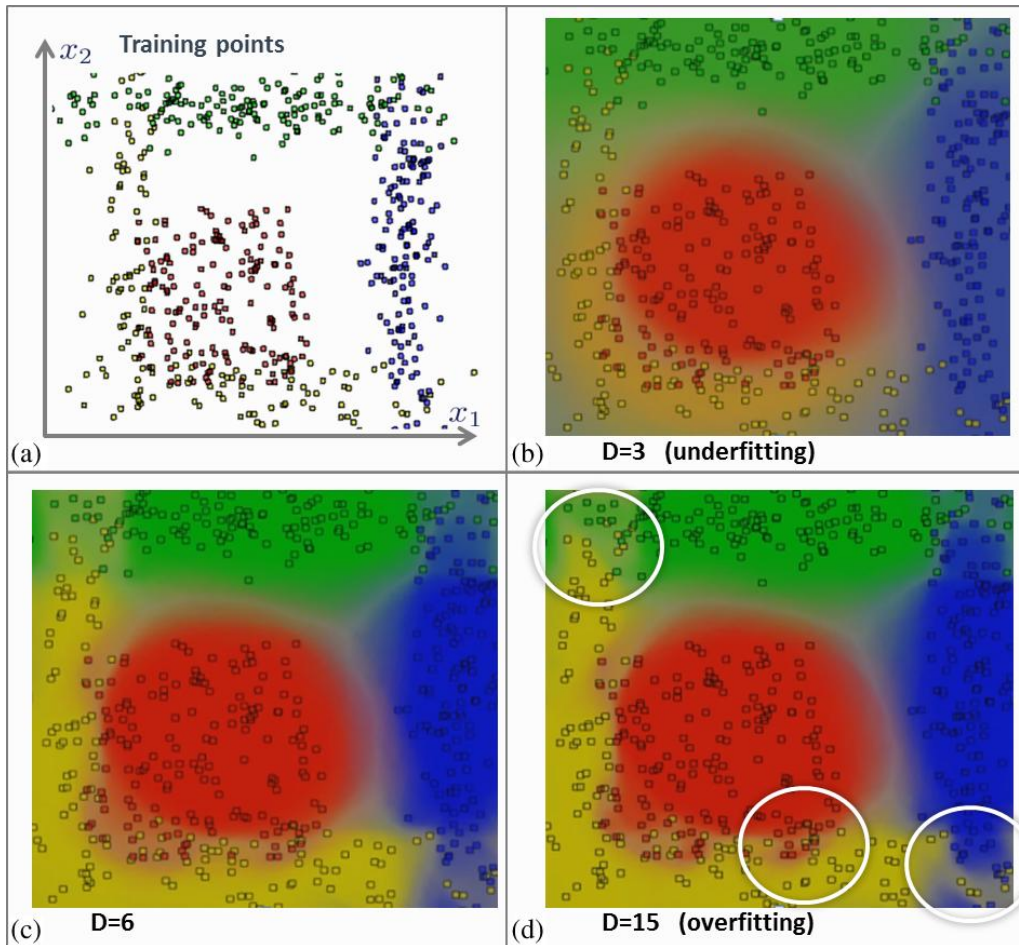 x₂ Training points
x₁
(a)
(b) D=3 (underfitting)
(c) D=6
(d) D=15 (overfitting)